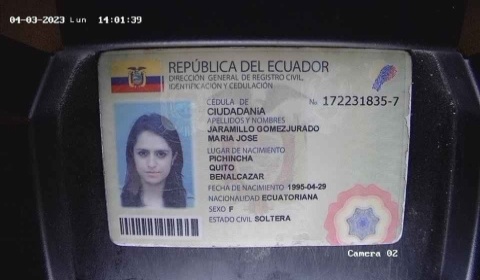 04-03-2023 Lun 14:01:39
REPÚBLICA DEL ECUADOR
DIRECCIÓN GENERAL DE REGISTRO CIVIL,
IDENTIFICACIÓN Y CEDULACIÓN
CÉDULA DE No 172231835-7
CIUDADANíA
APELLIDOS Y NOMBRES
JARAMILLO GOMEZJURADO
MARIA JOSE
LUGAR DE NACIMIENTO
PICHINCHA
QUITO
BENALCAZAR
FECHA DE NACIMIENTO 1995-04-29
NACIONALIDAD ECUATORIANA
SEXO F
ESTADO CIVIL SOLTERA
Camera 02